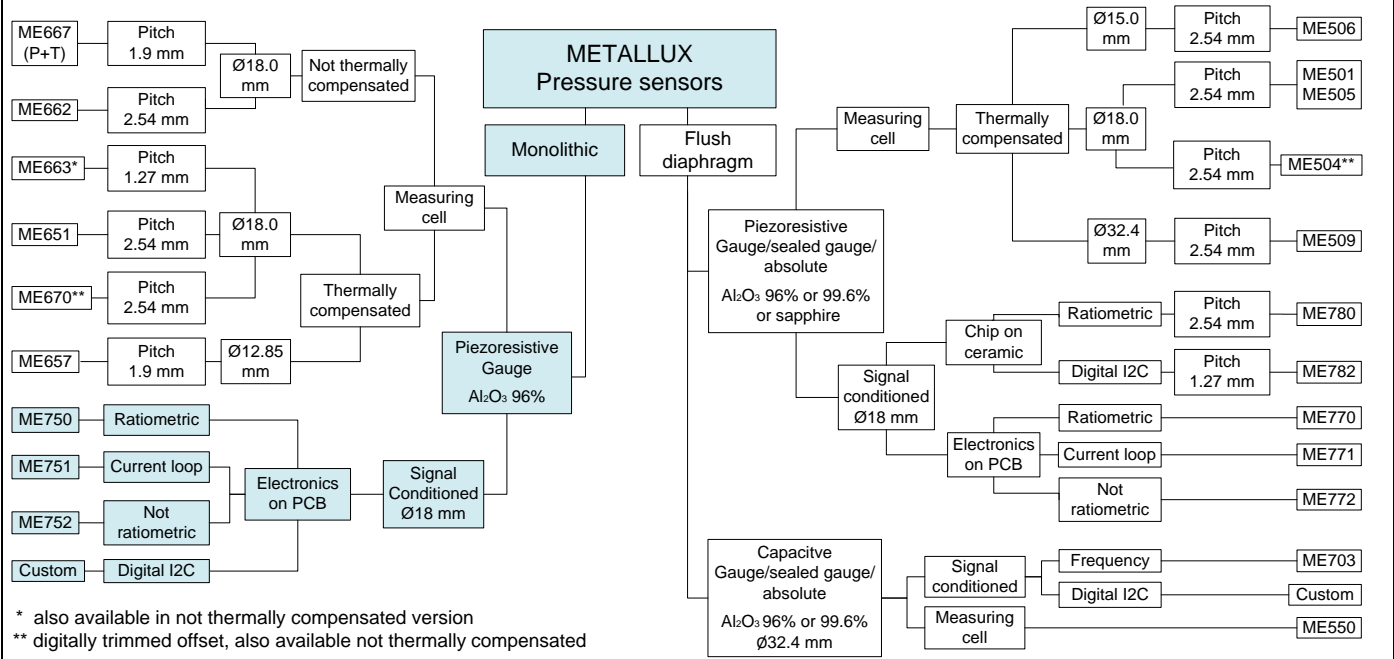 METALLUX
Pressure sensors
Monolithic
Flush
diaphragm
ME667
(P+T)
Pitch
1.9 mm
Ø18.0
mm
Not thermally
compensated
ME662
Pitch
2.54 mm
ME663*
Pitch
1.27 mm
ME651
Pitch
2.54 mm
Ø18.0
mm
ME670**
Pitch
2.54 mm
Thermally
compensated
ME657
Pitch
1.9 mm
Ø12.85
mm
Measuring
cell
Piezoresistive
Gauge
Al2O3 96%
ME750
Ratiometric
ME751
Current loop
ME752
Not
ratiometric
Custom
Digital I2C
Electronics
on PCB
Signal
Conditioned
Ø18 mm
* also available in not thermally compensated version
** digitally trimmed offset, also available not thermally compensated
Piezoresistive
Gauge/sealed gauge/
absolute
Al2O3 96% or 99.6%
or sapphire
Measuring
cell
Thermally
compensated
Ø15.0
mm
Pitch
2.54 mm
ME506
Ø18.0
mm
Pitch
2.54 mm
ME501
ME505
Pitch
2.54 mm
ME504**
Ø32.4
mm
Pitch
2.54 mm
ME509
Signal
conditioned
Ø18 mm
Chip on
ceramic
Ratiometric
Pitch
2.54 mm
ME780
Digital I2C
Pitch
1.27 mm
ME782
Electronics
on PCB
Ratiometric
ME770
Current loop
ME771
Not
ratiometric
ME772
Capacitve
Gauge/sealed gauge/
absolute
Al2O3 96% or 99.6%
Ø32.4 mm
Signal
conditioned
Frequency
ME703
Digital I2C
Custom
Measuring
cell
ME550